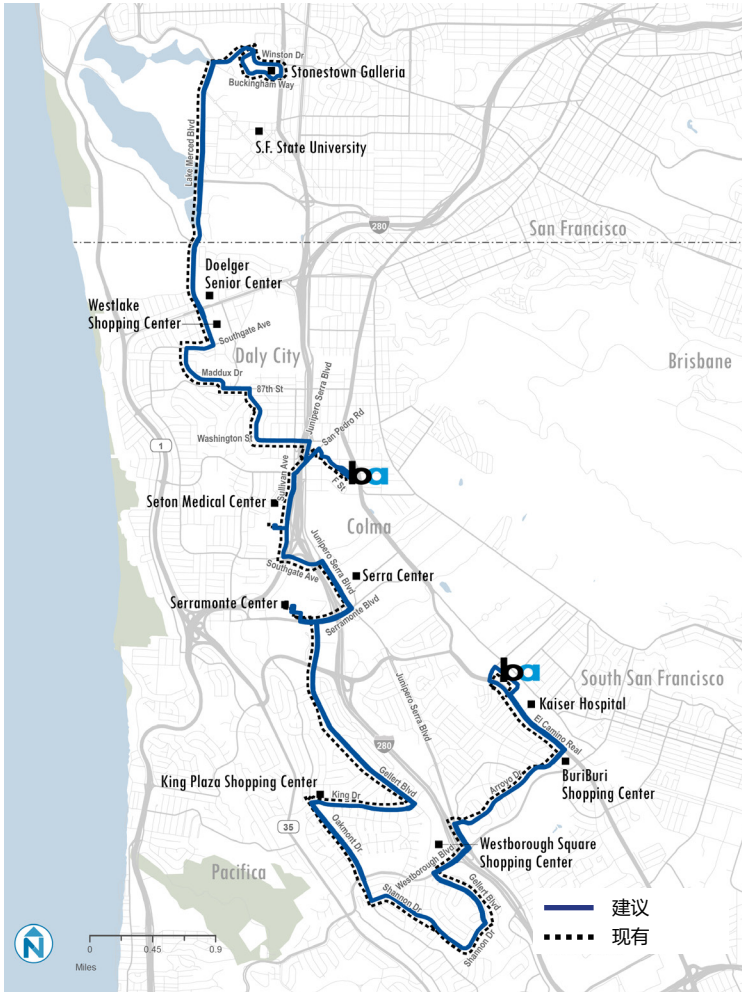 Winston Dr
Stonestown Galleria
Buckingham Way
S.F. State University
Lake Merced Blvd
280
San Francisco
Doelger
Senior Center
Westlake
Shopping Center
Southgate Ave
Daly City
Brisbane
Maddux Dr
87th St
Junipero Serra Blvd
San Pedro Rd
Washington St
1
Sullivan Ave
F St
ba
Seton Medical Center
Colma
Junipero Serra Blvd
Southgate Ave
Serra Center
Serramonte Center
Serramonte Blvd
Junipero Serra Blvd
ba
South San Francisco
Kaiser Hospital
El Camino Real
280
Gellert Blvd
King Plaza Shopping Center
King Dr
Arroyo Dr
BuriBuri
Shopping Center
35
Oakmont Dr
Westborough Blvd
Westborough Square
Shopping Center
Pacifica
Shannon Dr
Gellert Blvd
Shannon Dr
建议
现有
N
0
0.45
0.9
Miles